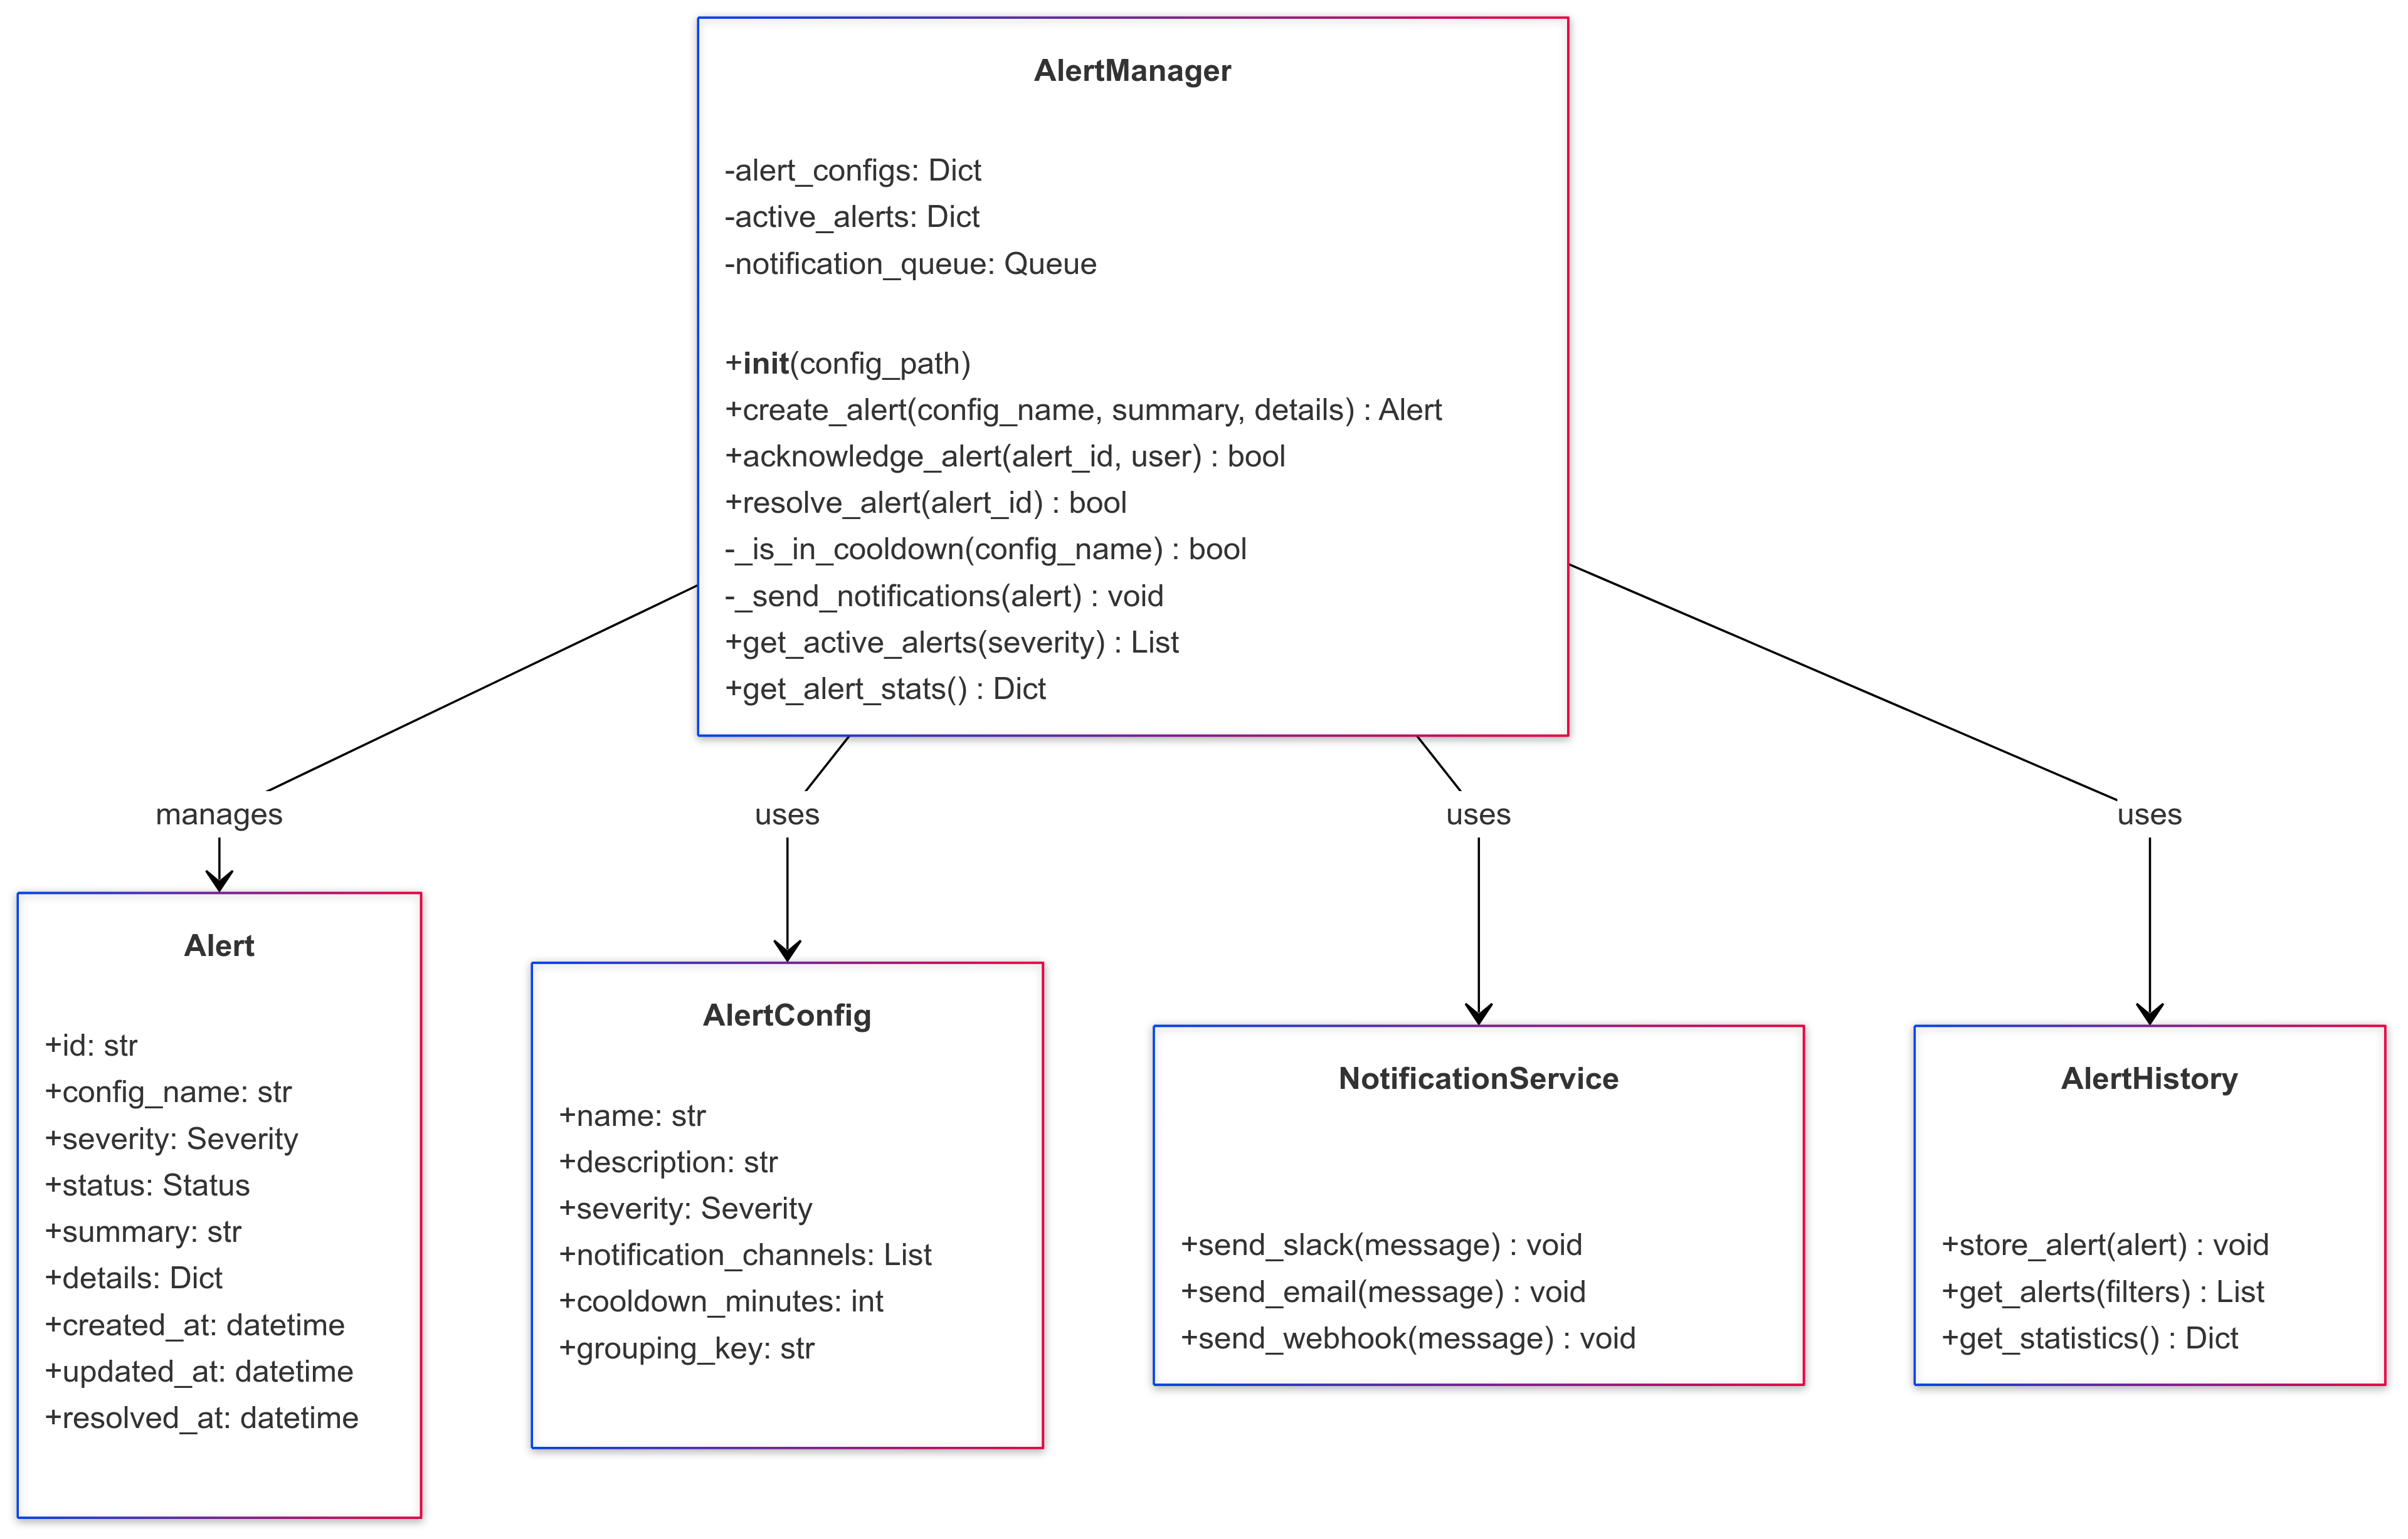 AlertManager
-alert_configs: Dict
-active_alerts: Dict
-notification_queue: Queue
+init(config_path)
+create_alert(config_name, summary, details) : Alert
+acknowledge_alert(alert_id, user) : bool
+resolve_alert(alert_id) : bool
-_is_in_cooldown(config_name) : bool
-_send_notifications(alert) : void
+get_active_alerts(severity) : List
+get_alert_stats() : Dict
manages
uses
uses
uses
Alert
+id: str
+config_name: str
+severity: Severity
+status: Status
+summary: str
+details: Dict
+created_at: datetime
+updated_at: datetime
+resolved_at: datetime
AlertConfig
+name: str
+description: str
+severity: Severity
+notification_channels: List
+cooldown_minutes: int
+grouping_key: str
NotificationService
+send_slack(message) : void
+send_email(message) : void
+send_webhook(message) : void
AlertHistory
+store_alert(alert) : void
+get_alerts(filters) : List
+get_statistics() : Dict